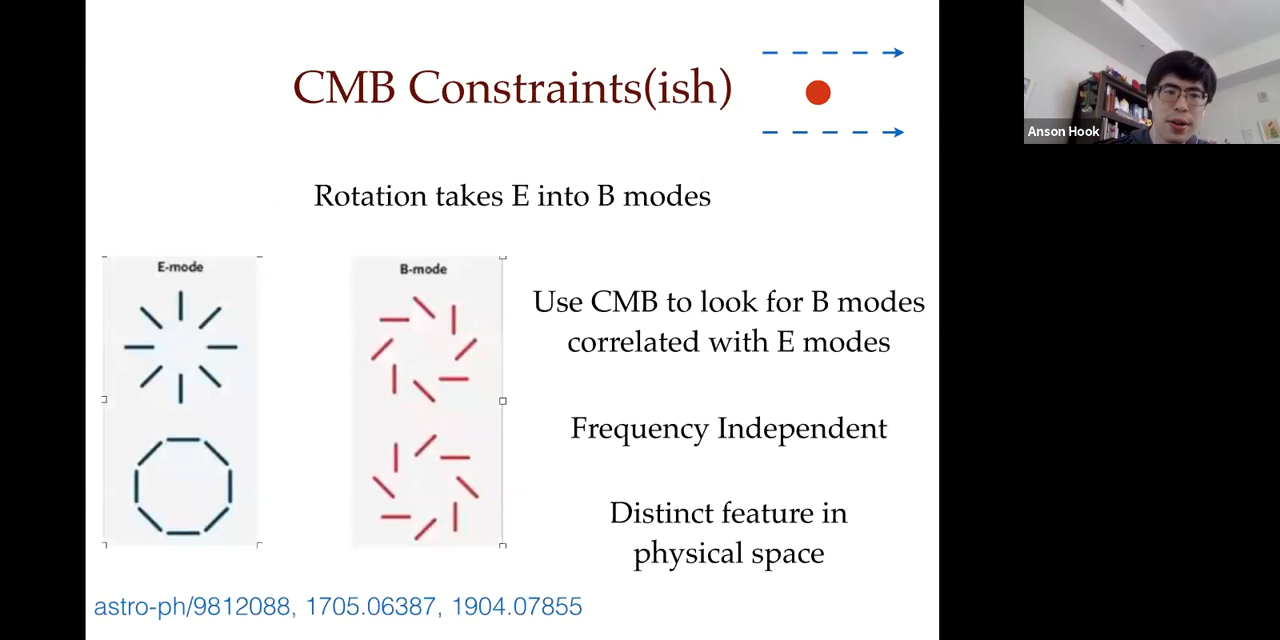 CMB Constraints(ish)
Anson Hook
Rotation takes E into B modes
E-mode
B-mode
Use CMB to look for B modes
correlated with E modes
Frequency Independent
Distinct feature in
physical space
astro-ph/9812088, 1705.06387, 1904.07855